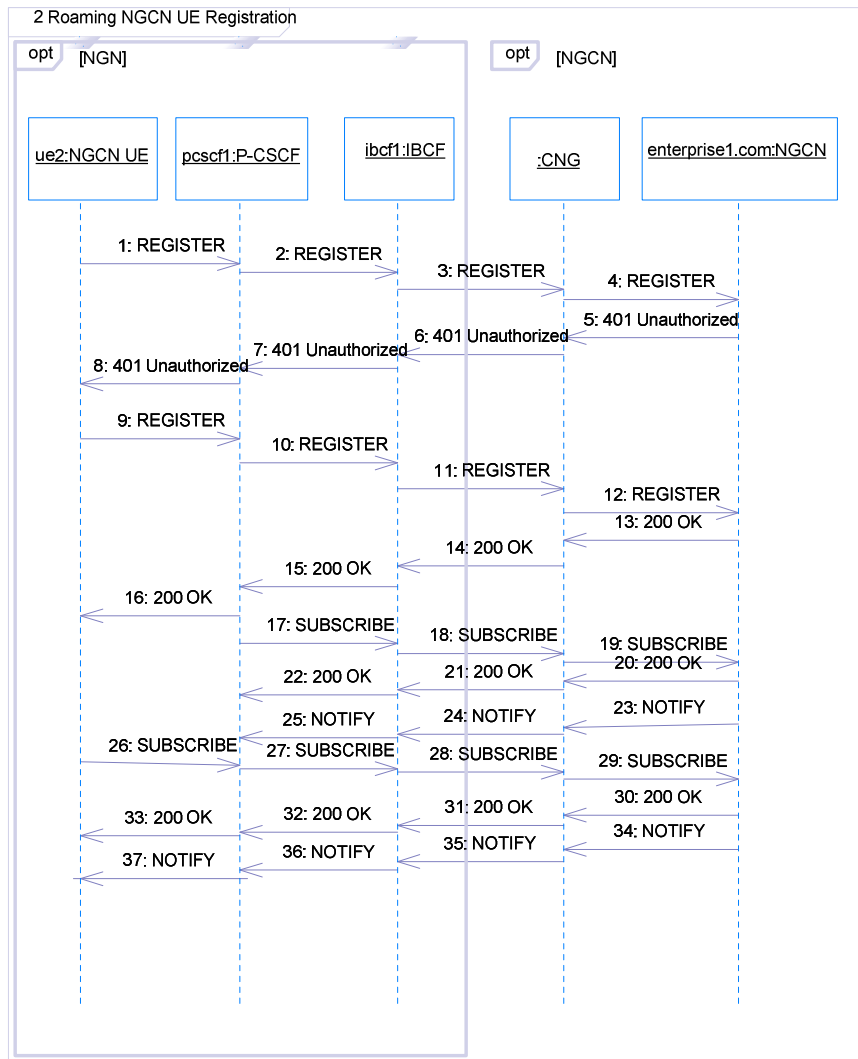 2 Roaming NGCN UE Registration
opt [NGN]
opt [NGCN]
ue2:NGCN UE
pcscf1:P-CSCF
ibcf1:IBCF
:CNG
enterprise1.com:NGCN
1: REGISTER
2: REGISTER
3: REGISTER
4: REGISTER
5: 401 Unauthorized
6: 401 Unauthorized
7: 401 Unauthorized
8: 401 Unauthorized
9: REGISTER
10: REGISTER
11: REGISTER
12: REGISTER
13: 200 OK
14: 200 OK
15: 200 OK
16: 200 OK
17: SUBSCRIBE
18: SUBSCRIBE
19: SUBSCRIBE
20: 200 OK
21: 200 OK
22: 200 OK
23: NOTIFY
24: NOTIFY
25: NOTIFY
26: SUBSCRIBE
27: SUBSCRIBE
28: SUBSCRIBE
29: SUBSCRIBE
30: 200 OK
31: 200 OK
32: 200 OK
33: 200 OK
34: NOTIFY
35: NOTIFY
36: NOTIFY
37: NOTIFY